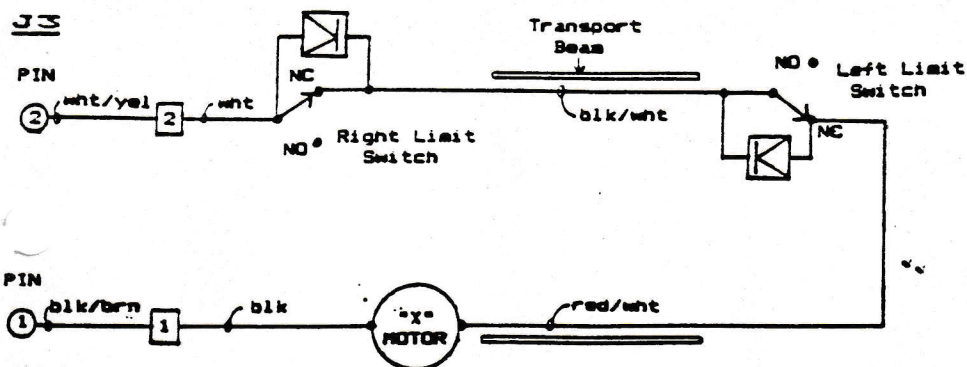 J3
Transport
Beam
PIN
NC
NO
Left Limit
Switch
wht/yel
2
2
wht
blk/wht
NO
Right Limit
Switch
NC
PIN
blk/brn
1
1
blk
"X"
MOTOR
red/wht